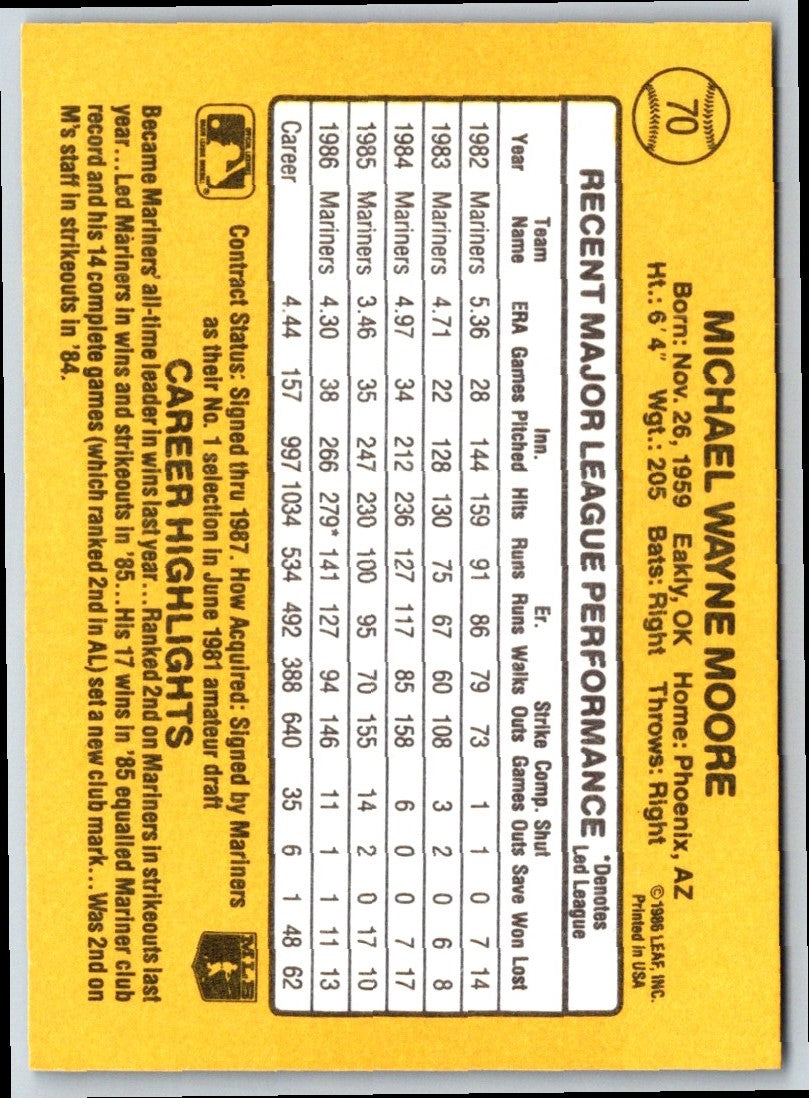 70
MICHAEL WAYNE MOORE
Born: Nov. 26, 1959 Eakly, OK Home: Phoenix, AZ
Ht.: 6'4" Wgt.: 205 Bats: Right Throws: Right
©1986 LEAF, INC.
Printed in USA
RECENT MAJOR LEAGUE PERFORMANCE *Denotes
Led League
Team Inn. Er. Strike Comp. Shut
Year Name ERA Games Pitched Hits Runs Runs Walks Outs Games Outs Save Won Lost
1982 Mariners 5.36 28 144 159 91 86 79 73 1 1 0 7 14
1983 Mariners 4.71 22 128 130 75 67 60 108 3 2 0 6 8
1984 Mariners 4.97 34 212 236 127 117 85 158 6 0 0 7 17
1985 Mariners 3.46 35 247 230 100 95 70 155 14 2 0 17 10
1986 Mariners 4.30 38 266 279* 141 127 94 146 11 1 1 11 13
Career 4.44 157 997 1034 534 492 388 640 35 6 1 48 62
Contract Status: Signed thru 1987. How Acquired: Signed by Mariners
as their No. 1 selection in June 1981 amateur draft
MLB
CAREER HIGHLIGHTS
Became Mariners' all-time leader in wins last year... Ranked 2nd on Mariners in strikeouts last
year... Led Mariners in wins and strikeouts in '85... His 17 wins in '85 equalled Mariner club
record and his 14 complete games (which ranked 2nd in AL) set a new club mark... Was 2nd on
M's staff in strikeouts in '84.